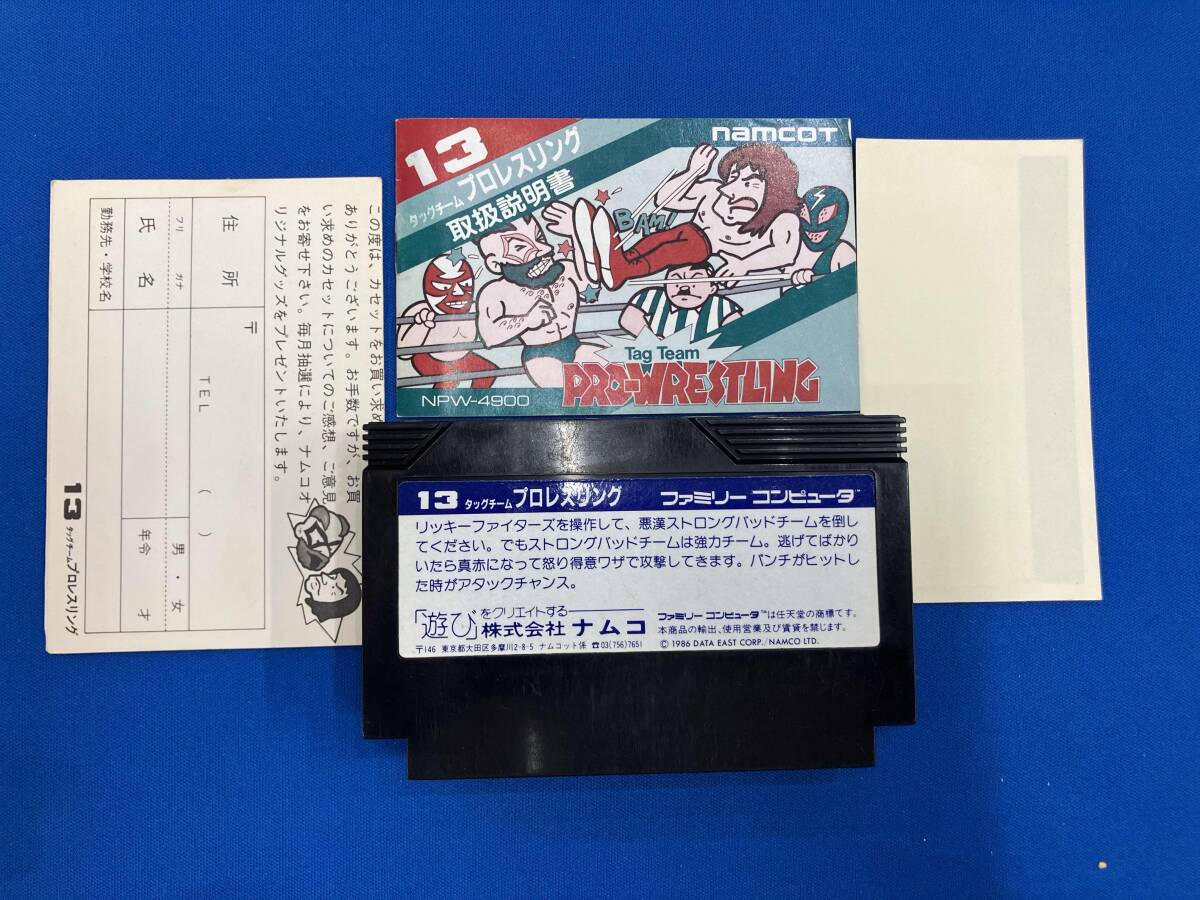 この度は、カセットをお買い求め
ありがとうございます。お手数ですが、お買
い求めのカセットについてのご感想、ご意見
をお寄せ下さい。毎月抽選により、ナムコオ
リジナルグッズをプレゼントいたします。
住所
〒
TEL ( )
フリガナ
氏名
男・女
年令 才
勤務先・学校名
13 タッグチームプロレスリング
13
namcoT
タッグチームプロレスリング
取扱説明書
BAM!
Tag Team
PRO-WRESTLING
NPW-4900
13 タッグチームプロレスリング ファミリー コンピュータ™
リッキーファイターズを操作して、悪漢ストロングバッドチームを倒し
てください。でもストロングバッドチームは強力チーム。逃げてばかり
いたら真赤になって怒り得意ワザで攻撃してきます。パンチがヒットし
た時がアタックチャンス。
「遊び」をクリエイトする
株式会社 ナムコ
〒146 東京都大田区多摩川2-8-5 ナムコット係 ☎03(756)7651
ファミリー コンピュータ™は任天堂の商標です。
本商品の輸出、使用営業及び賃貸を禁じます。
© 1986 DATA EAST CORP./NAMCO LTD.